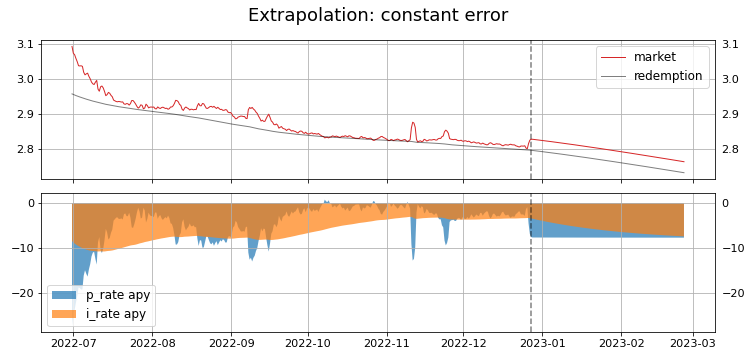 Extrapolation: constant error
3.1
3.0
2.9
2.8
market
redemption
3.1
3.0
2.9
2.8
0
−10
−20
p_rate apy
i_rate apy
0
−10
−20
2022-07 2022-08 2022-09 2022-10 2022-11 2022-12 2023-01 2023-02 2023-03